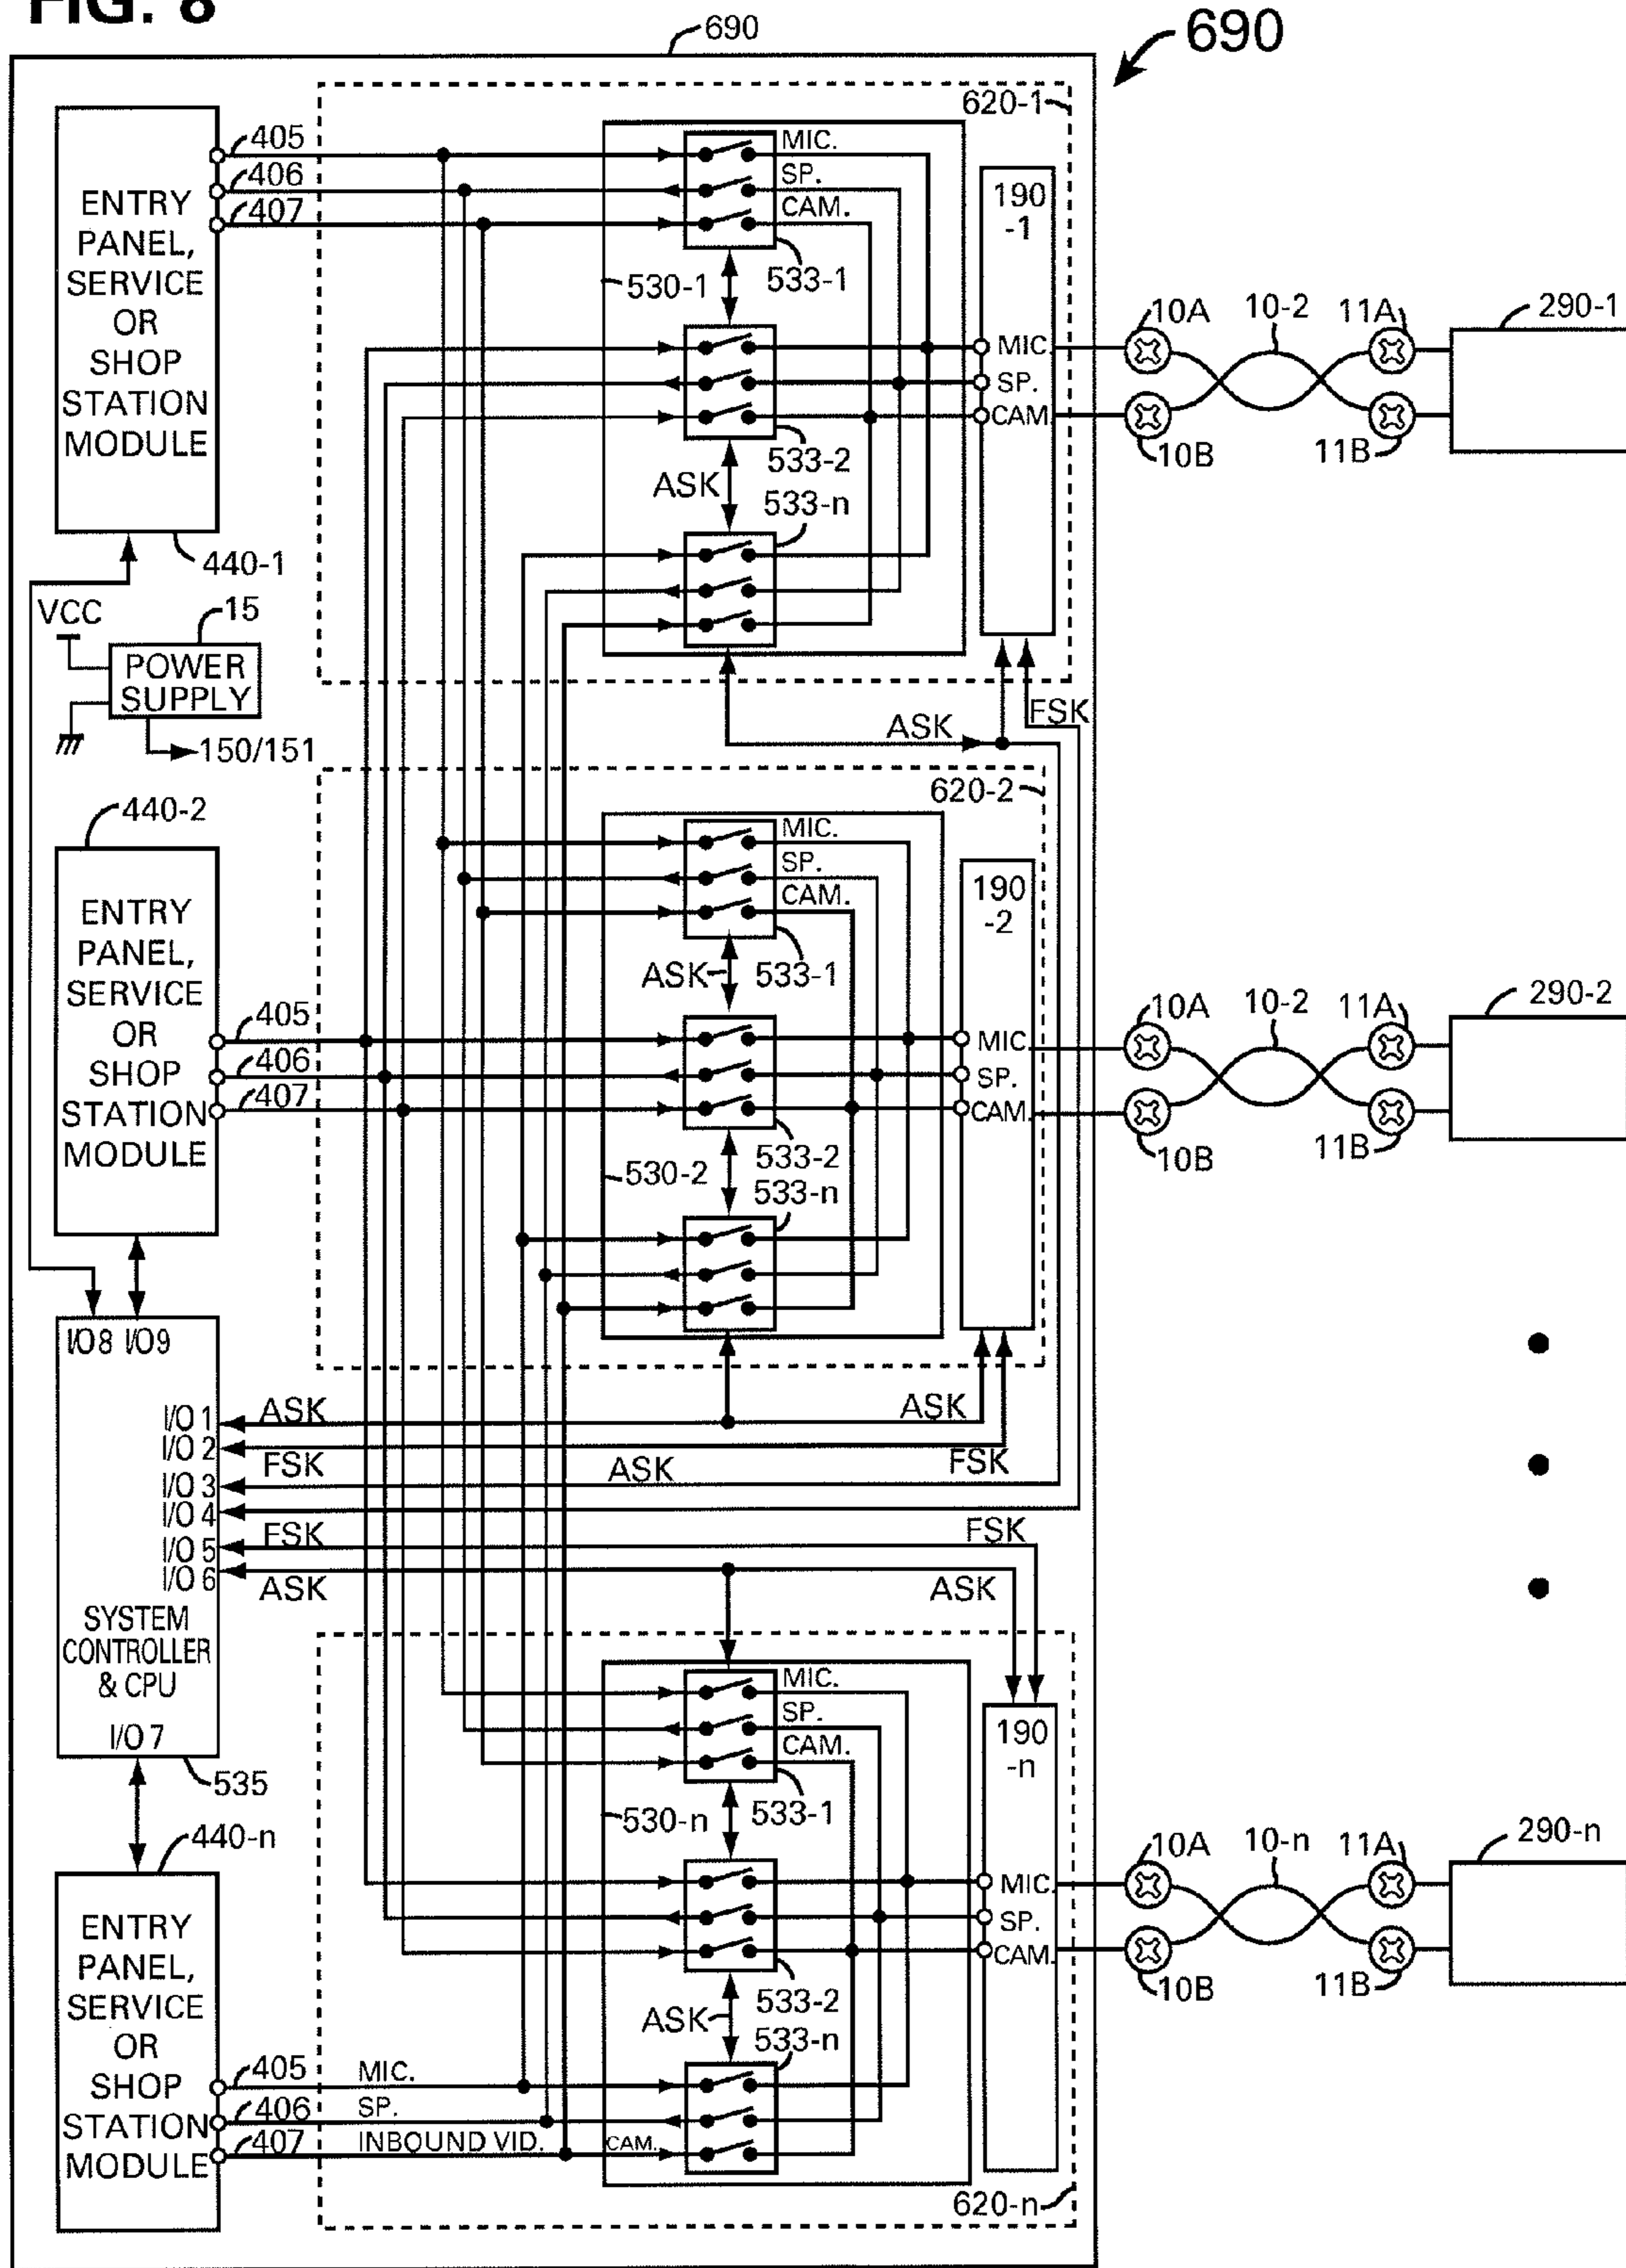 FIG. 8
690
690
620-1
405
406
407
ENTRY
PANEL,
SERVICE
OR
SHOP
STATION
MODULE
440-1
MIC.
SP.
CAM.
530-1
533-1
533-2
ASK
533-n
190
-1
MIC.
SP.
CAM.
10A
10-2
11A
290-1
10B
11B
VCC
15
POWER
SUPPLY
150/151
ASK
FSK
620-2
440-2
ENTRY
PANEL,
SERVICE
OR
SHOP
STATION
MODULE
405
406
407
MIC.
SP.
CAM.
ASK
533-1
533-2
530-2
533-n
190
-2
MIC.
SP.
CAM.
10A
10-2
11A
290-2
10B
11B
I/O 8 I/O 9
I/O 1
I/O 2
I/O 3
I/O 4
I/O 5
I/O 6
SYSTEM
CONTROLLER
& CPU
I/O 7
535
ASK
ASK
FSK
FSK
ASK
FSK
FSK
ASK
ASK
440-n
ENTRY
PANEL,
SERVICE
OR
SHOP
STATION
MODULE
405
406
407
MIC.
SP.
INBOUND VID.
CAM.
MIC.
SP.
CAM.
530-n
533-1
533-2
ASK
533-n
190
-n
MIC.
SP.
CAM.
620-n
10A
10-n
11A
290-n
10B
11B